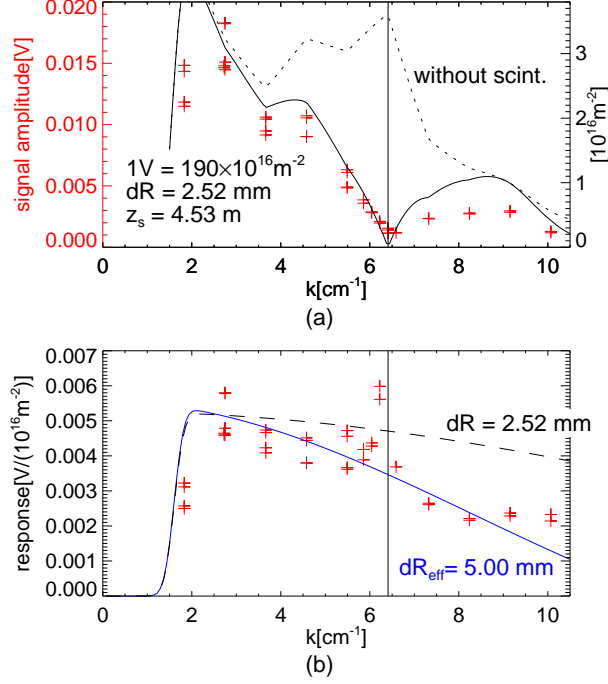 0.020
0.015
0.010
0.005
0.000
signal amplitude[V]
3
2
1
0
[10¹⁶m⁻²]
without scint.
1V = 190×10¹⁶m⁻²
dR = 2.52 mm
z_s = 4.53 m
0 2 4 6 8 10
k[cm⁻¹]
(a)
0.007
0.006
0.005
0.004
0.003
0.002
0.001
0.000
response[V/(10¹⁶m⁻²)]
dR = 2.52 mm
dR_eff= 5.00 mm
0 2 4 6 8 10
k[cm⁻¹]
(b)